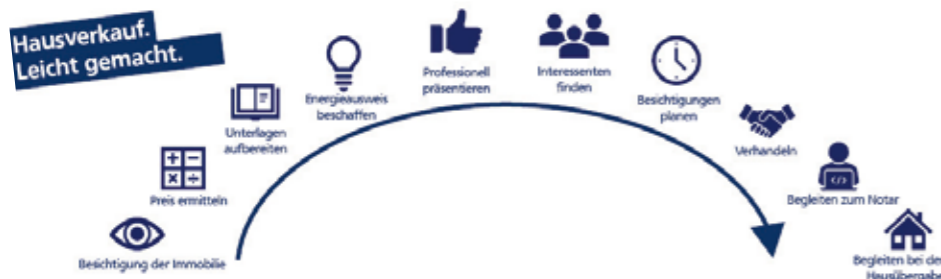 Hausverkauf.
Leicht gemacht.
Besichtigung der Immobilie
Preis ermitteln
Unterlagen
aufbereiten
Energieausweis
beschaffen
Professionell
präsentieren
Interessenten
finden
Besichtigungen
planen
Verhandeln
Begleiten zum Notar
Begleiten bei der
Hausübergabe